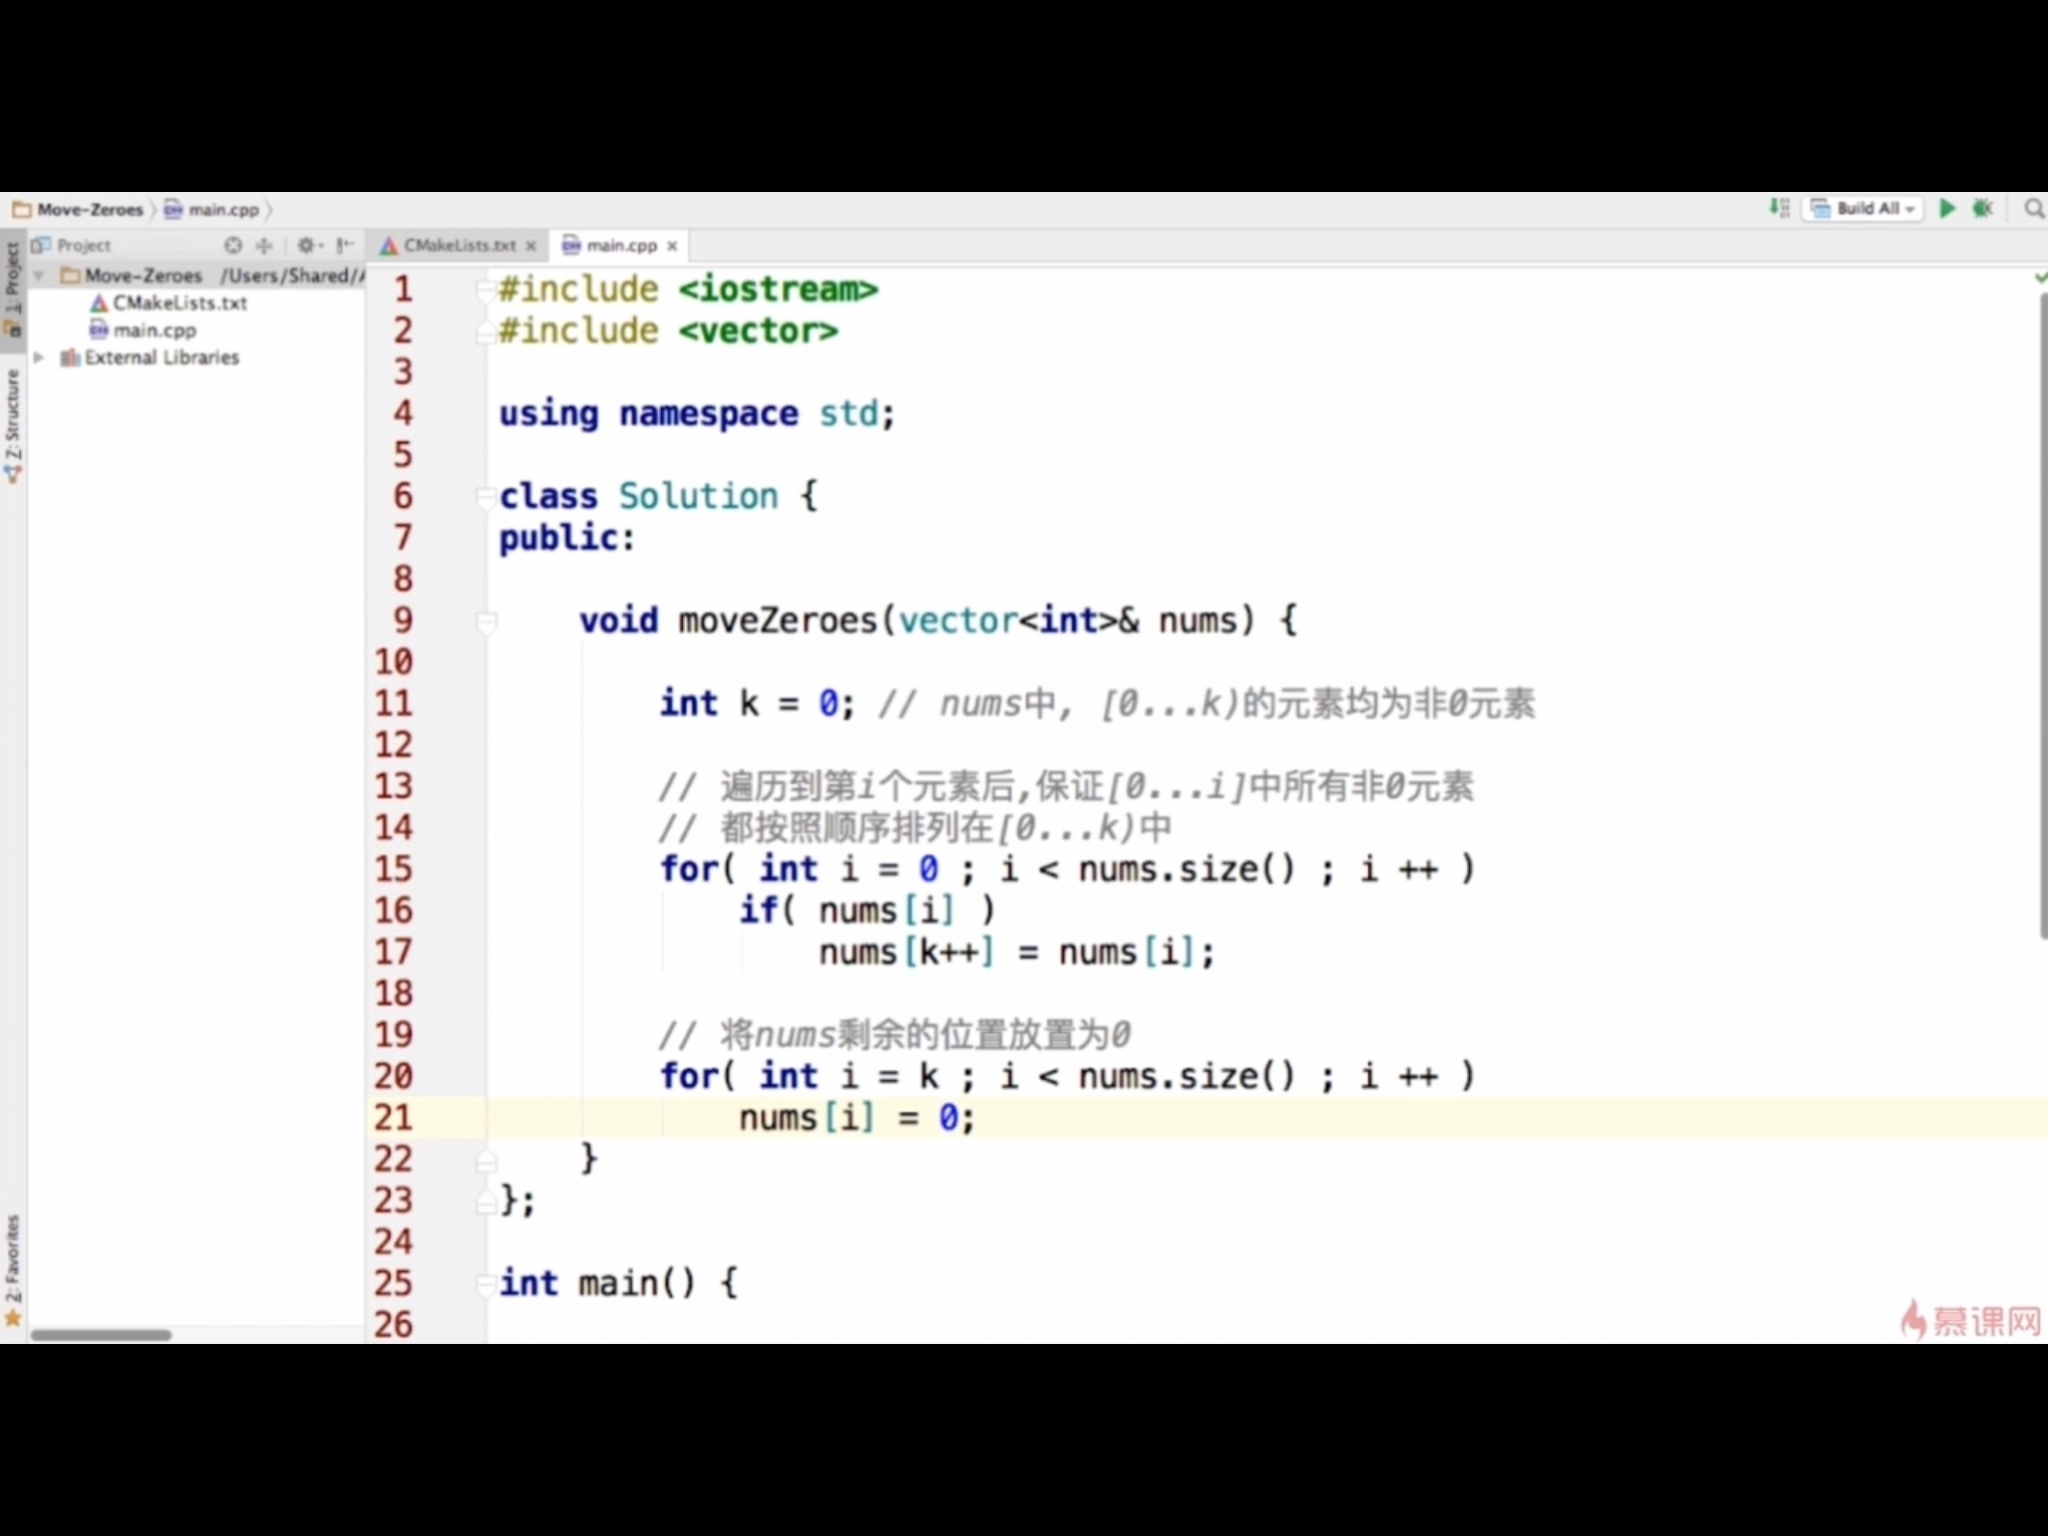 Move-Zeroes
main.cpp
Build All
1: Project
Project
CMakeLists.txt
main.cpp
Move-Zeroes /Users/Shared/
CMakeLists.txt
main.cpp
External Libraries
Z: Structure
2: Favorites
1 #include <iostream>
2 #include <vector>
3
4 using namespace std;
5
6 class Solution {
7 public:
8
9 void moveZeroes(vector<int>& nums) {
10
11 int k = 0; // nums中, [0...k)的元素均为非0元素
12
13 // 遍历到第i个元素后,保证[0...i]中所有非0元素
14 // 都按照顺序排列在[0...k)中
15 for( int i = 0 ; i < nums.size() ; i ++ )
16 if( nums[i] )
17 nums[k++] = nums[i];
18
19 // 将nums剩余的位置放置为0
20 for( int i = k ; i < nums.size() ; i ++ )
21 nums[i] = 0;
22 }
23 };
24
25 int main() {
26
慕课网